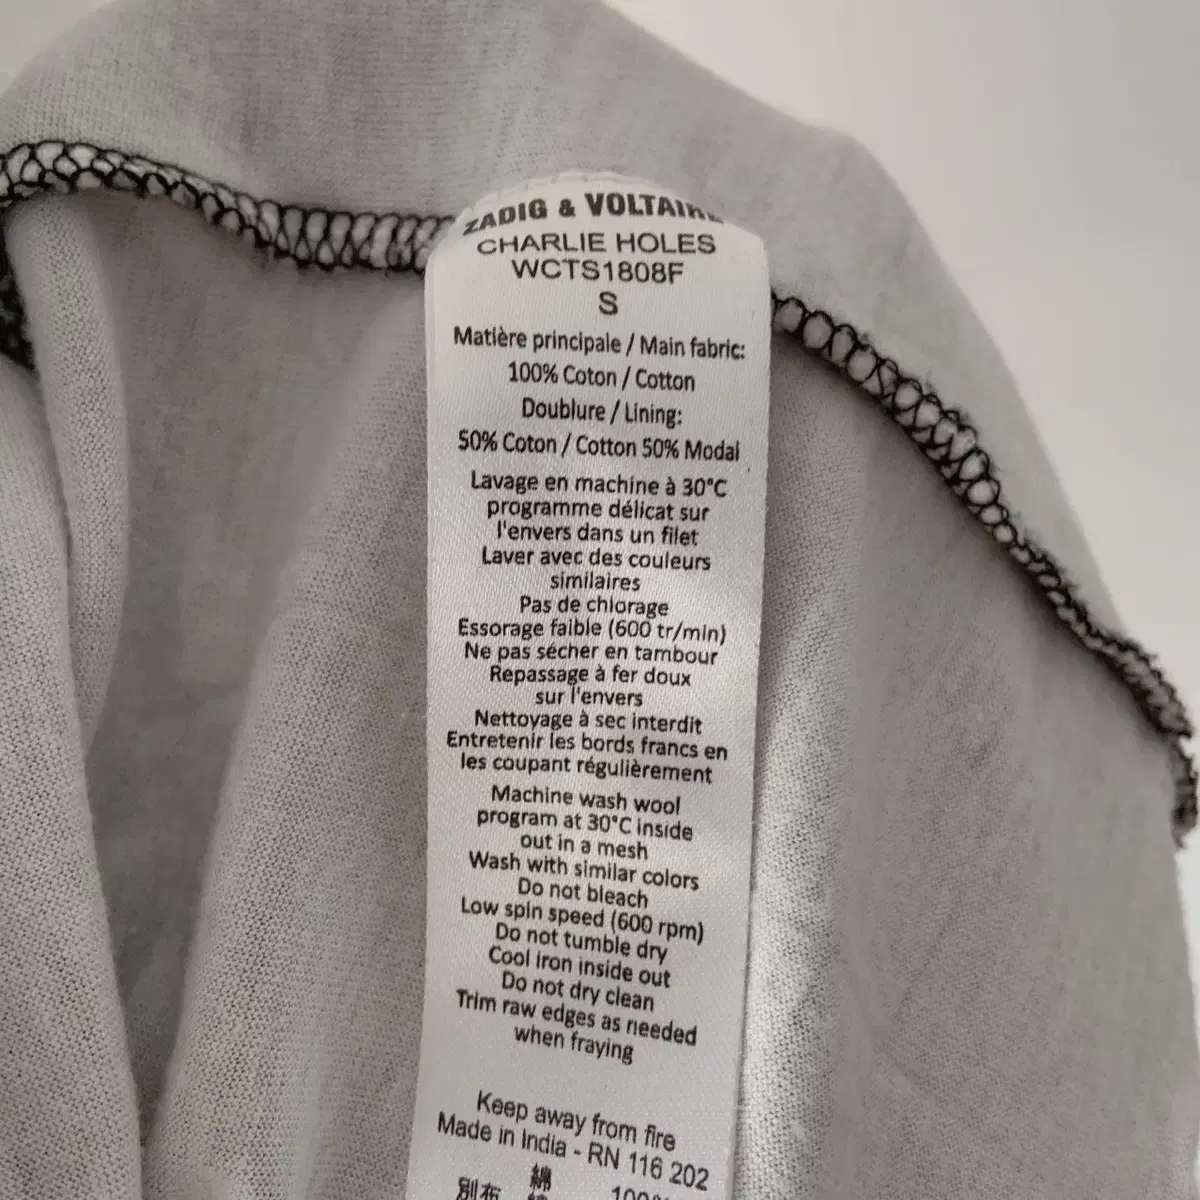 ZADIG & VOLTAIRE
CHARLIE HOLES
WCTS1808F
S
Matière principale / Main fabric:
100% Coton / Cotton
Doublure / Lining:
50% Coton / Cotton 50% Modal
Lavage en machine à 30°C
programme délicat sur
l'envers dans un filet
Laver avec des couleurs
similaires
Pas de chlorage
Essorage faible (600 tr/min)
Ne pas sécher en tambour
Repassage à fer doux
sur l'envers
Nettoyage à sec interdit
Entretenir les bords francs en
les coupant régulièrement
Machine wash wool
program at 30°C inside
out in a mesh
Wash with similar colors
Do not bleach
Low spin speed (600 rpm)
Do not tumble dry
Cool iron inside out
Do not dry clean
Trim raw edges as needed
when fraying
Keep away from fire
Made in India - RN 116 202
綿 100%
別布